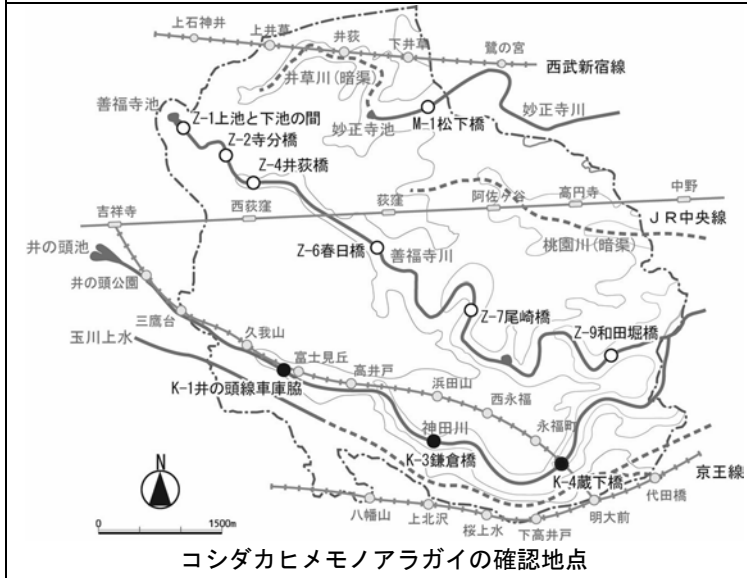 上石神井
上井草
井荻
下井草
鷺の宮
西武新宿線
井草川(暗渠)
善福寺池
妙正寺池
妙正寺川
M-1松下橋
Z-1上池と下池の間
Z-2寺分橋
Z-4井荻橋
吉祥寺
西荻窪
荻窪
阿佐ヶ谷
高円寺
中野
JR中央線
桃園川(暗渠)
井の頭池
井の頭公園
Z-6春日橋
善福寺川
三鷹台
Z-7尾崎橋
Z-9和田堀橋
玉川上水
久我山
富士見丘
高井戸
K-1井の頭線車庫脇
浜田山
西永福
永福町
神田川
K-3鎌倉橋
K-4蔵下橋
京王線
N
代田橋
明大前
八幡山
上北沢
桜上水
下高井戸
0
1500m
コシダカヒメモノアラガイの確認地点